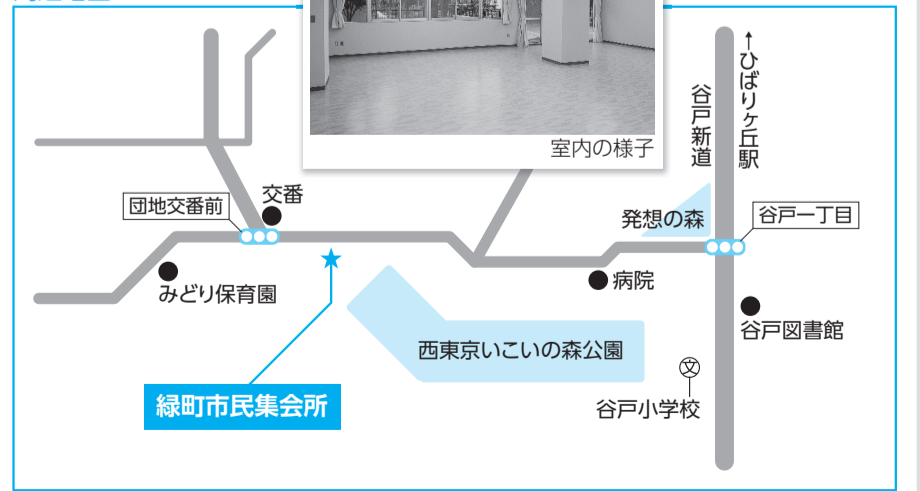 室内の様子
←ひばりヶ丘駅
谷戸新道
交番
団地交番前
発想の森
谷戸一丁目
みどり保育園
病院
谷戸図書館
西東京いこいの森公園
文
谷戸小学校
緑町市民集会所